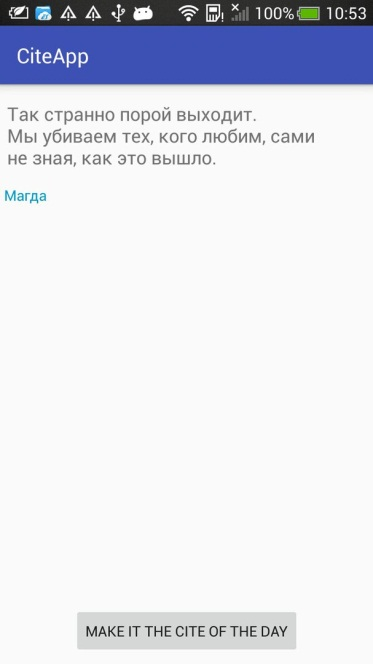 100% 10:53
CiteApp
Так странно порой выходит.
Мы убиваем тех, кого любим, сами
не зная, как это вышло.
Магда
MAKE IT THE CITE OF THE DAY